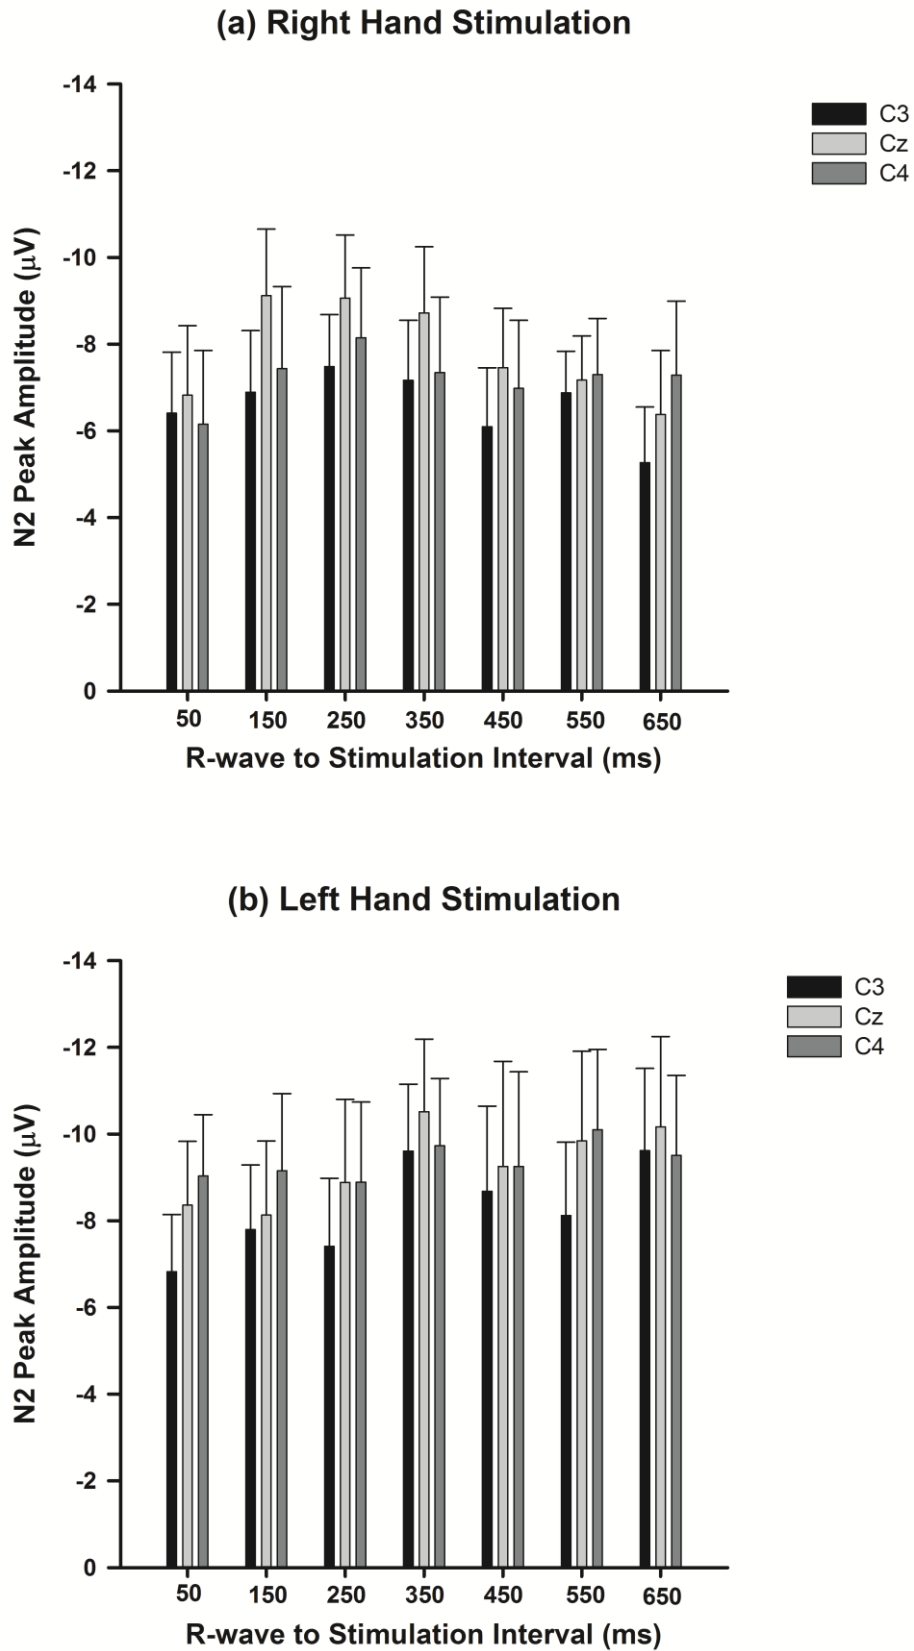 (a) Right Hand Stimulation
C3
Cz
C4
N2 Peak Amplitude (μV)
-14
-12
-10
-8
-6
-4
-2
0
50 150 250 350 450 550 650
R-wave to Stimulation Interval (ms)
(b) Left Hand Stimulation
C3
Cz
C4
N2 Peak Amplitude (μV)
-14
-12
-10
-8
-6
-4
-2
0
50 150 250 350 450 550 650
R-wave to Stimulation Interval (ms)